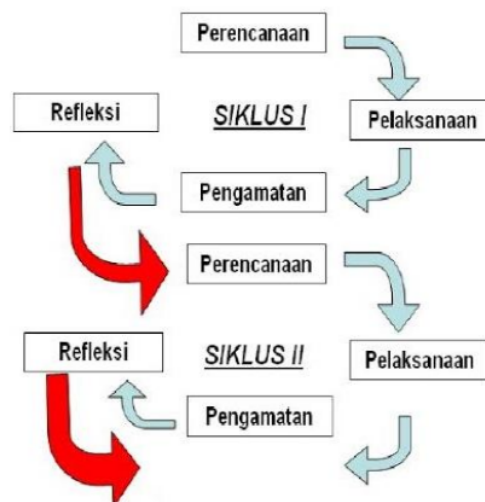 Perencanaan
Refleksi
SIKLUS I
Pelaksanaan
Pengamatan
Perencanaan
Refleksi
SIKLUS II
Pelaksanaan
Pengamatan